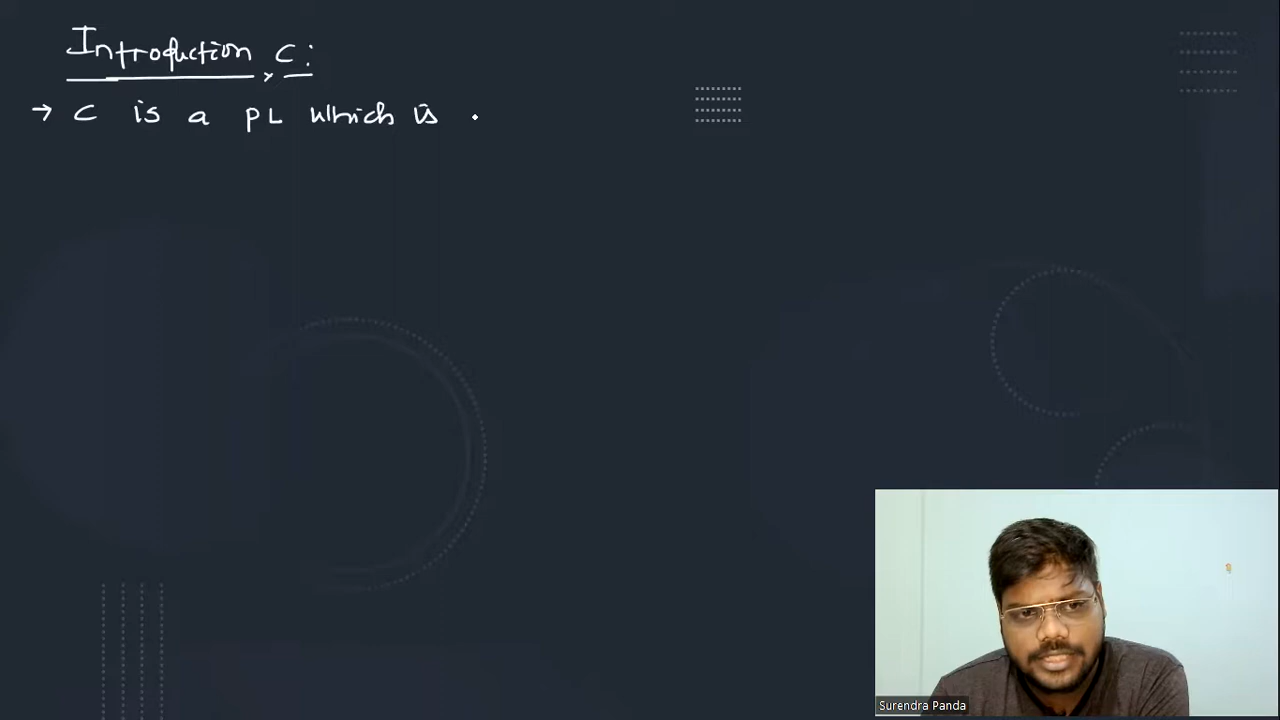 Introduction C:
→ C is a PL which is
Surendra Panda